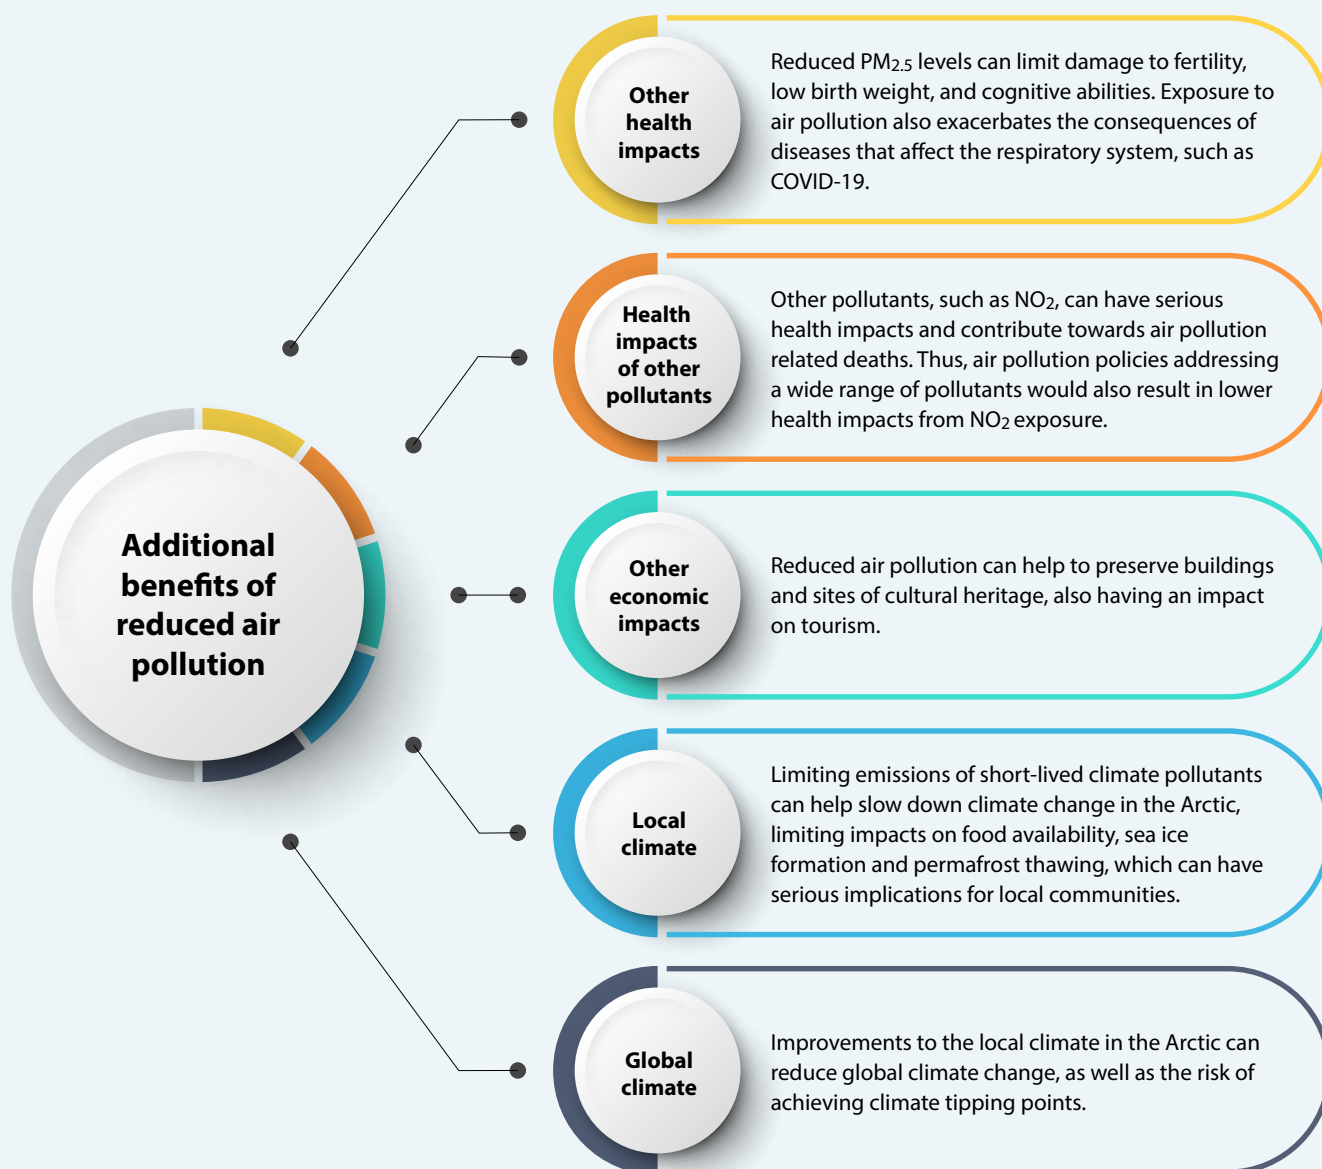 Additional
benefits of
reduced air
pollution
Other
health
impacts
Reduced PM2.5 levels can limit damage to fertility,
low birth weight, and cognitive abilities. Exposure to
air pollution also exacerbates the consequences of
diseases that affect the respiratory system, such as
COVID-19.
Health
impacts
of other
pollutants
Other pollutants, such as NO2, can have serious
health impacts and contribute towards air pollution
related deaths. Thus, air pollution policies addressing
a wide range of pollutants would also result in lower
health impacts from NO2 exposure.
Other
economic
impacts
Reduced air pollution can help to preserve buildings
and sites of cultural heritage, also having an impact
on tourism.
Local
climate
Limiting emissions of short-lived climate pollutants
can help slow down climate change in the Arctic,
limiting impacts on food availability, sea ice
formation and permafrost thawing, which can have
serious implications for local communities.
Global
climate
Improvements to the local climate in the Arctic can
reduce global climate change, as well as the risk of
achieving climate tipping points.